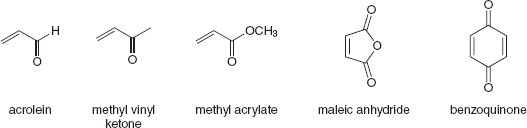 H
O
O
OCH₃
O
O
O
O
O
O
acrolein
methyl vinyl
ketone
methyl acrylate
maleic anhydride
benzoquinone